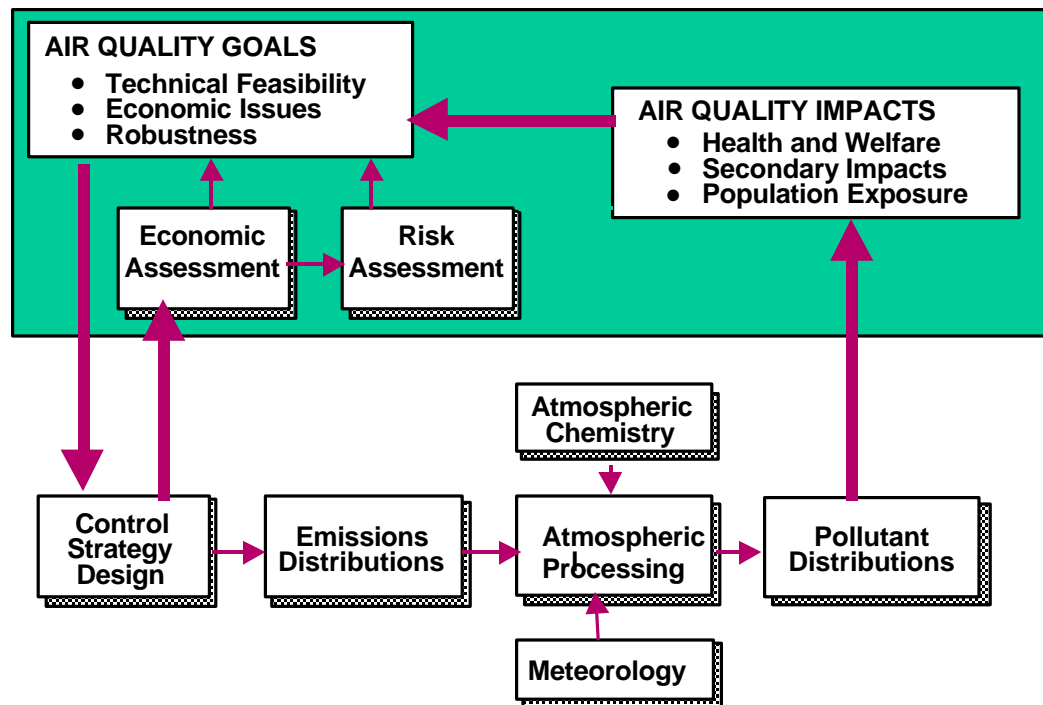 AIR QUALITY GOALS
● Technical Feasibility
● Economic Issues
● Robustness
AIR QUALITY IMPACTS
● Health and Welfare
● Secondary Impacts
● Population Exposure
Economic
Assessment
Risk
Assessment
Atmospheric
Chemistry
Control
Strategy
Design
Emissions
Distributions
Atmospheric
Processing
Pollutant
Distributions
Meteorology